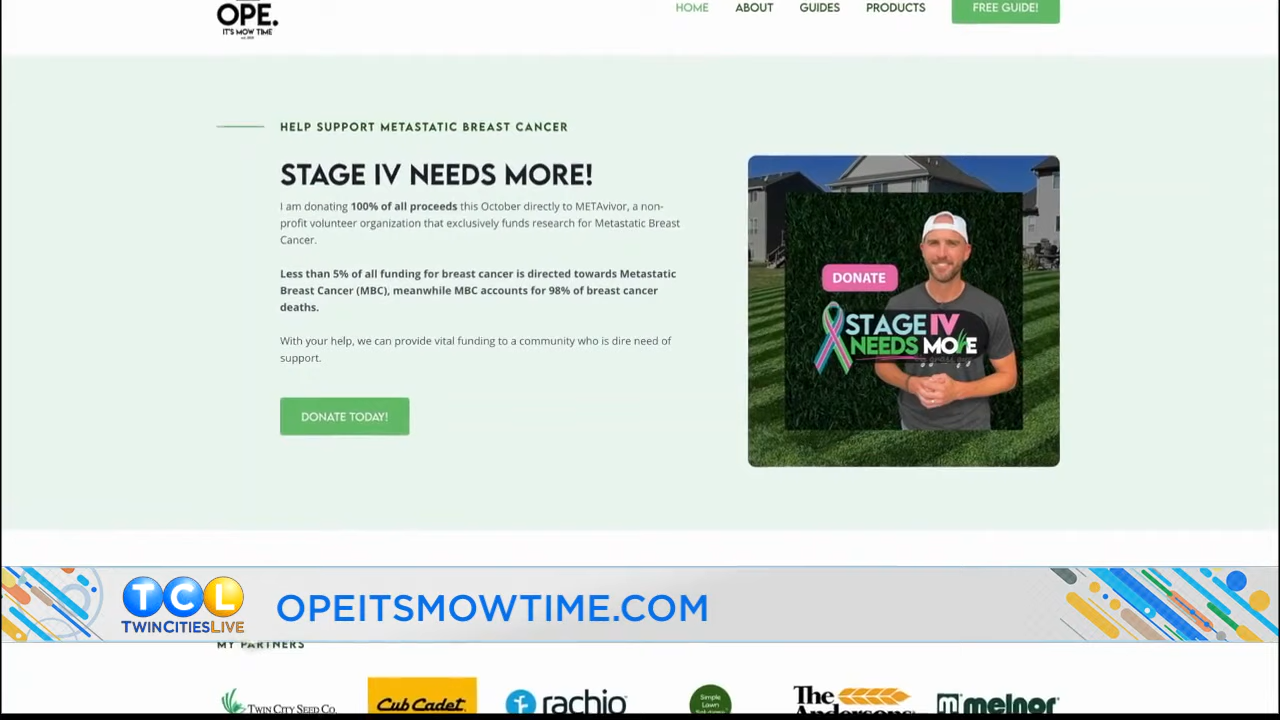 OPE.
IT'S MOW TIME
HOME ABOUT GUIDES PRODUCTS FREE GUIDE!
HELP SUPPORT METASTATIC BREAST CANCER
STAGE IV NEEDS MORE!
I am donating 100% of all proceeds this October directly to METAvivor, a non-
profit volunteer organization that exclusively funds research for Metastatic Breast
Cancer.
Less than 5% of all funding for breast cancer is directed towards Metastatic
Breast Cancer (MBC), meanwhile MBC accounts for 98% of breast cancer
deaths.
With your help, we can provide vital funding to a community who is dire need of
support.
DONATE TODAY!
DONATE
STAGE IV
NEEDS MORE
TCL
TWINCITIESLIVE
OPEITSMOWTIME.COM
MY PARTNERS
TWIN CITY SEED CO.
Cub Cadet
rachio
Simple
Lawn
Solutions
The
Andersons
melnor